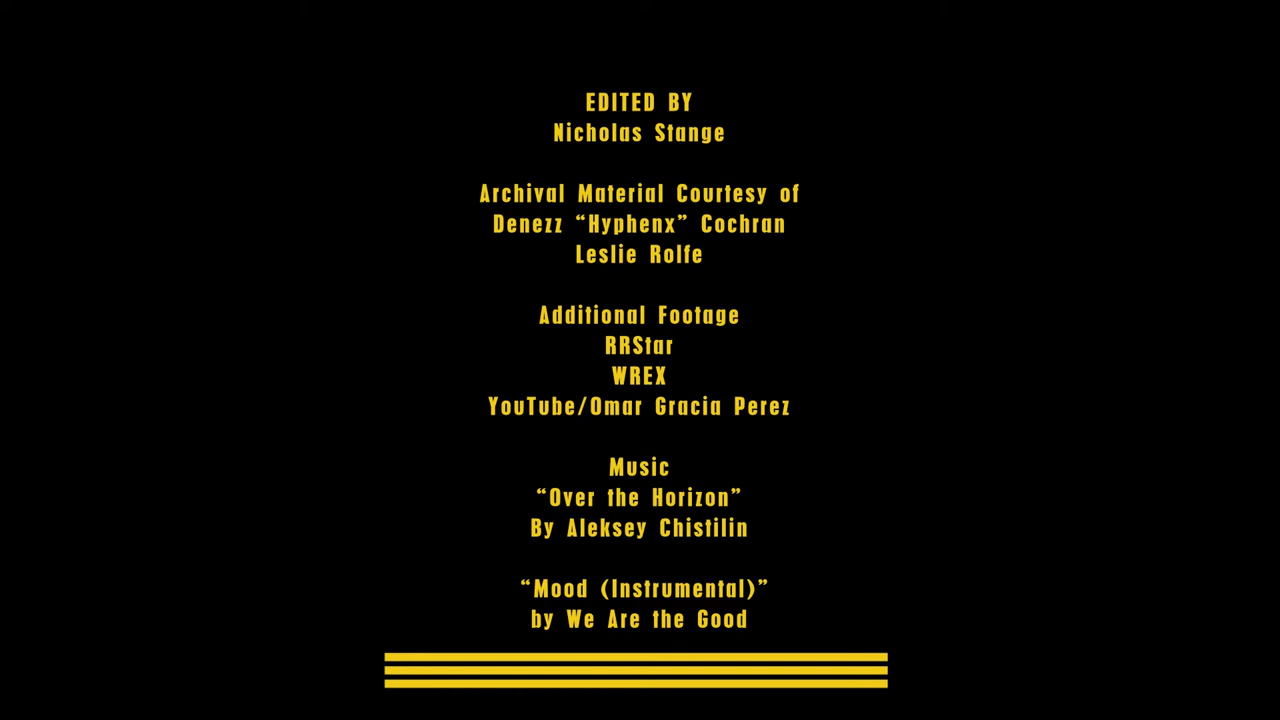 EDITED BY
Nicholas Stange
Archival Material Courtesy of
Denezz “Hyphenx” Cochran
Leslie Rolfe
Additional Footage
RRStar
WREX
YouTube/Omar Gracia Perez
Music
“Over the Horizon”
By Aleksey Chistilin
“Mood (Instrumental)”
by We Are the Good